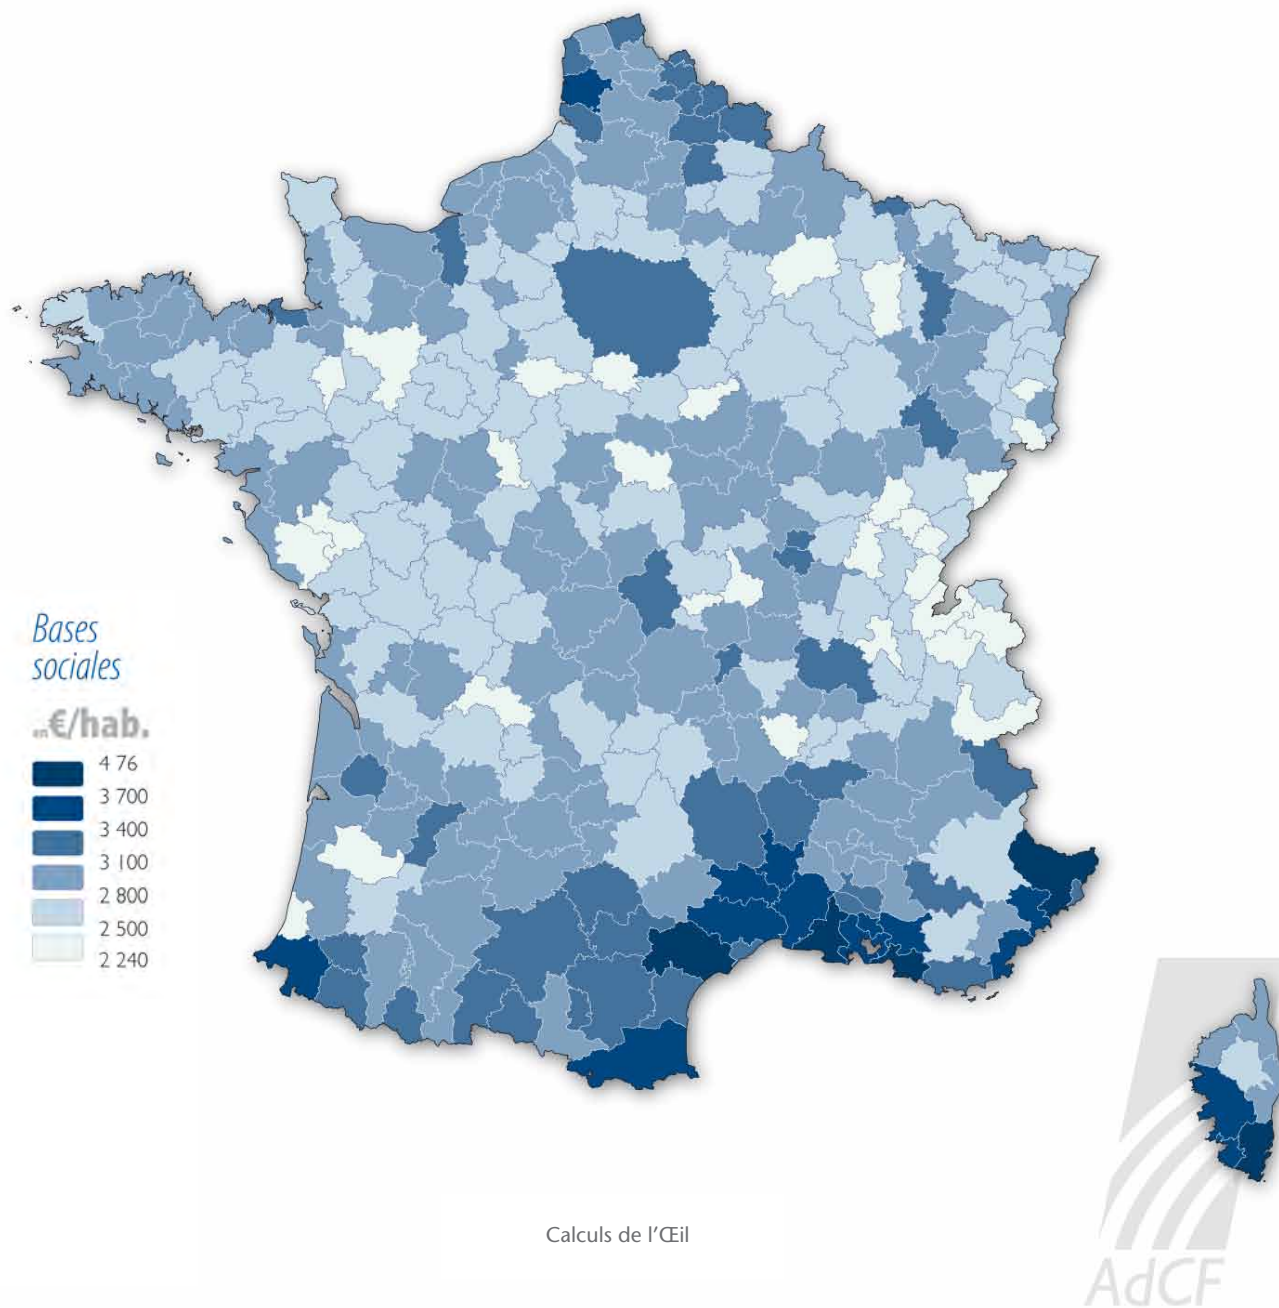 Bases
sociales
en €/hab.
4 76
3 700
3 400
3 100
2 800
2 500
2 240
Calculs de l'Œil
AdCF